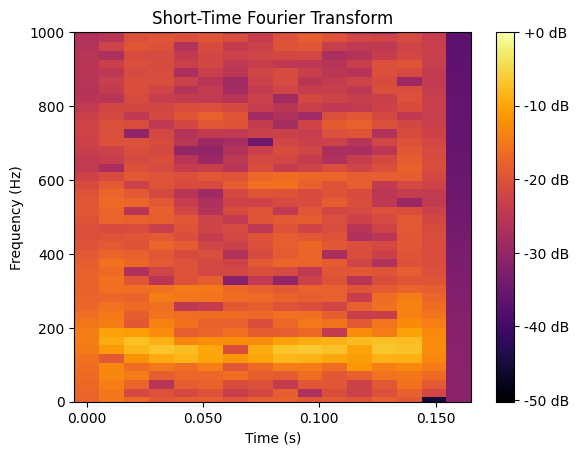 Short-Time Fourier Transform
1000
800
600
400
200
0
Frequency (Hz)
0.000
0.050
0.100
0.150
Time (s)
+0 dB
-10 dB
-20 dB
-30 dB
-40 dB
-50 dB